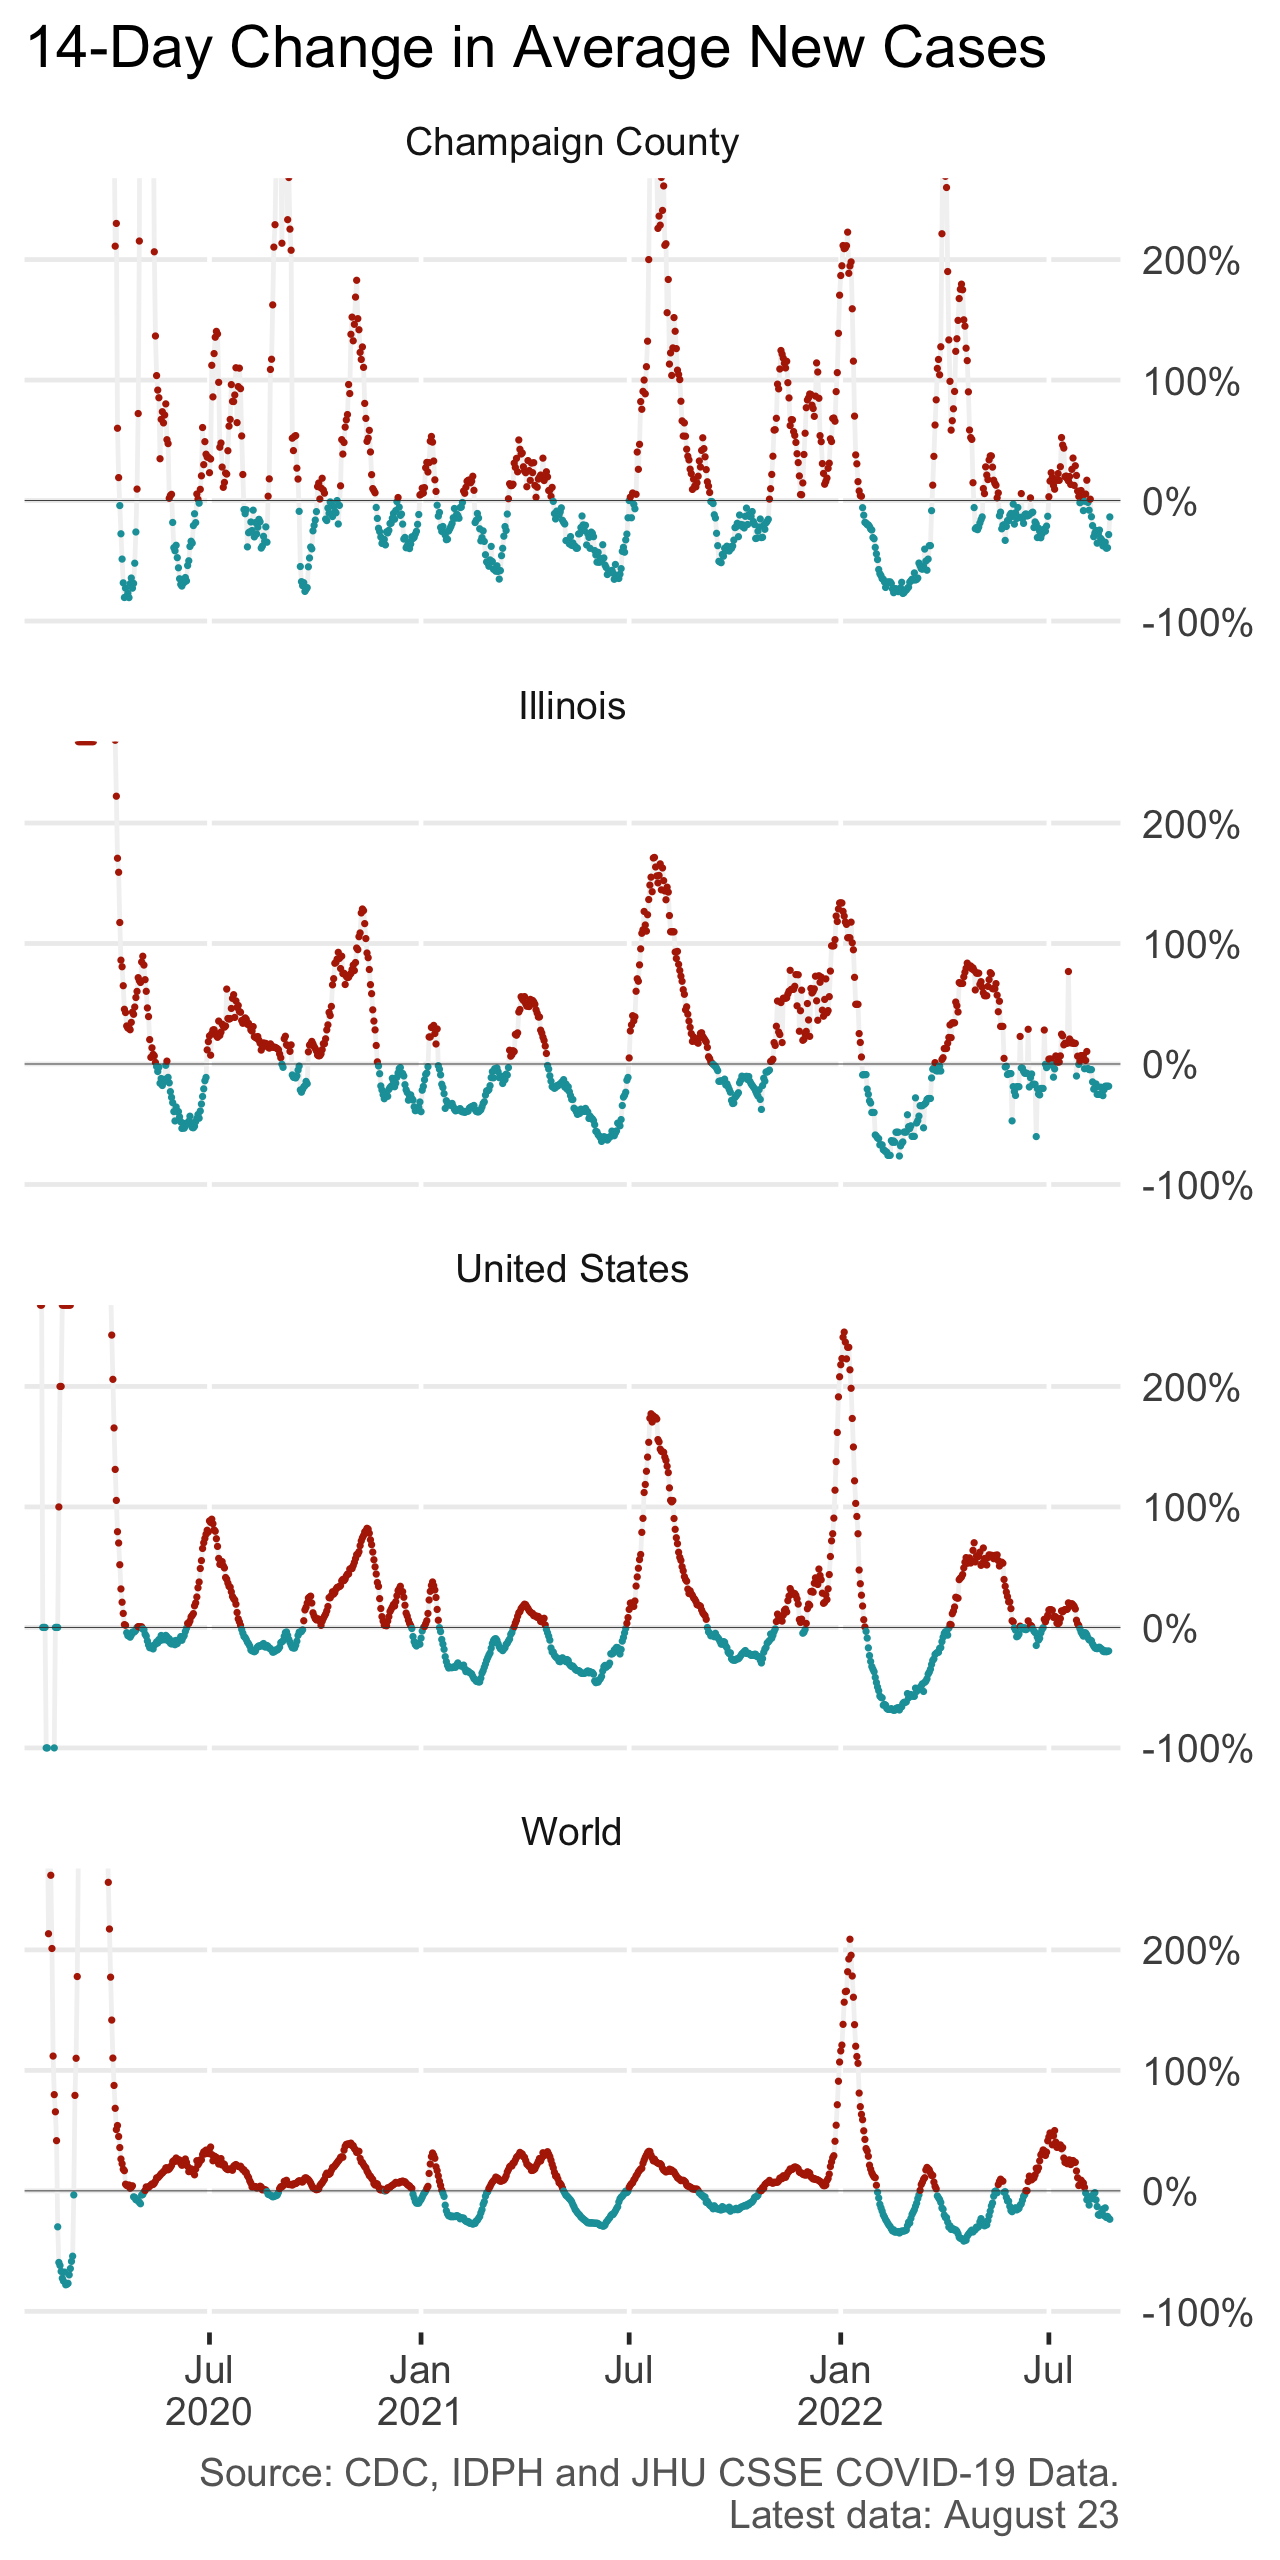 14-Day Change in Average New Cases
Champaign County
200%
100%
0%
-100%
Illinois
200%
100%
0%
-100%
United States
200%
100%
0%
-100%
World
200%
100%
0%
-100%
Jul Jan Jul Jan Jul
2020 2021 2022
Source: CDC, IDPH and JHU CSSE COVID-19 Data.
Latest data: August 23